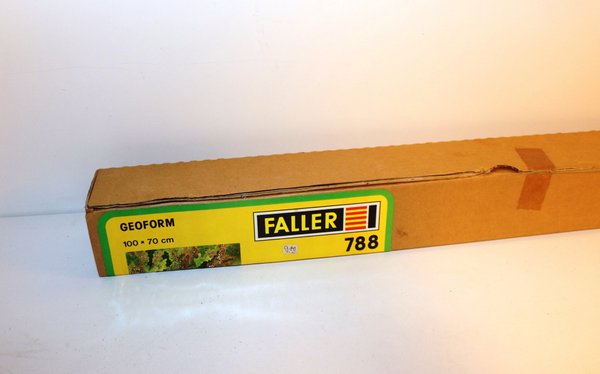 GEOFORM
100 × 70 cm
FALLER
788